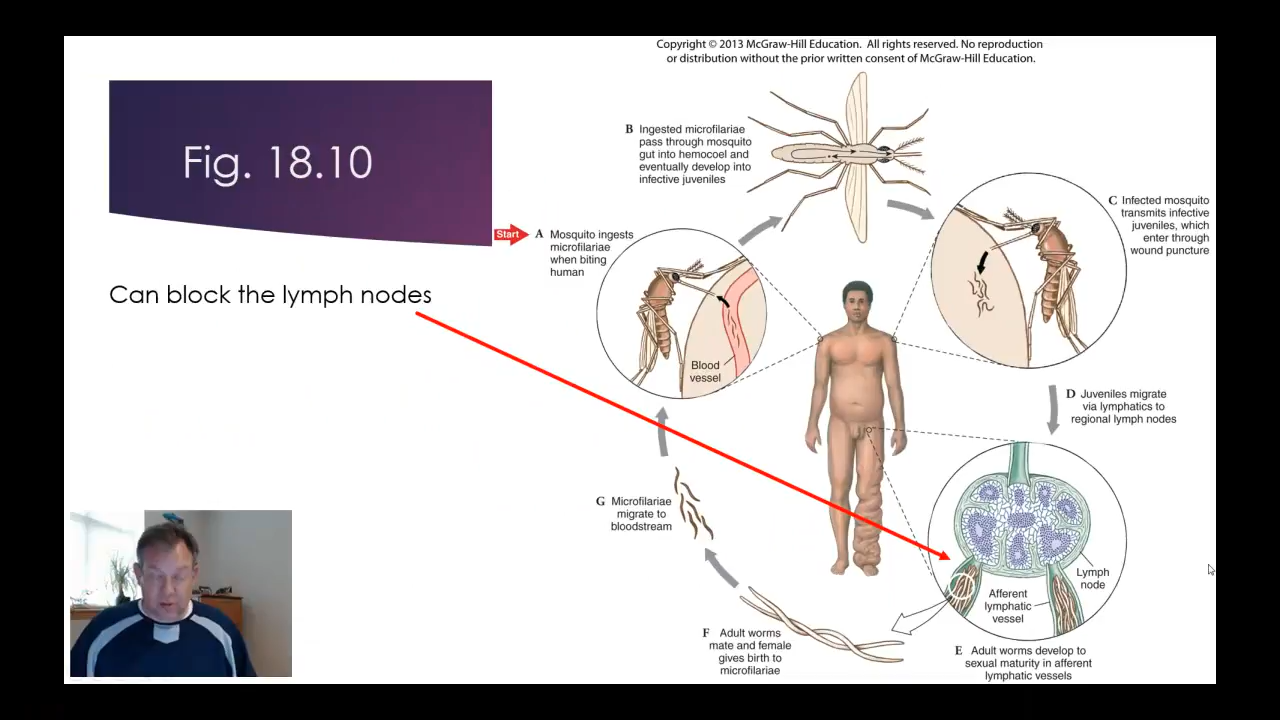 Copyright © 2013 McGraw-Hill Education. All rights reserved. No reproduction
or distribution without the prior written consent of McGraw-Hill Education.
Fig. 18.10
Can block the lymph nodes
Start
A Mosquito ingests
microfilariae
when biting
human
Blood
vessel
B Ingested microfilariae
pass through mosquito
gut into hemocoel and
eventually develop into
infective juveniles
C Infected mosquito
transmits infective
juveniles, which
enter through
wound puncture
D Juveniles migrate
via lymphatics to
regional lymph nodes
Lymph
node
Afferent
lymphatic
vessel
E Adult worms develop to
sexual maturity in afferent
lymphatic vessels
F Adult worms
mate and female
gives birth to
microfilariae
G Microfilariae
migrate to
bloodstream